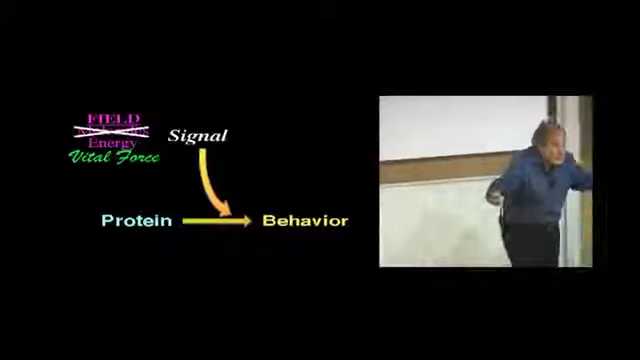 FIELD
Energy
Vital Force
Signal
Protein
Behavior